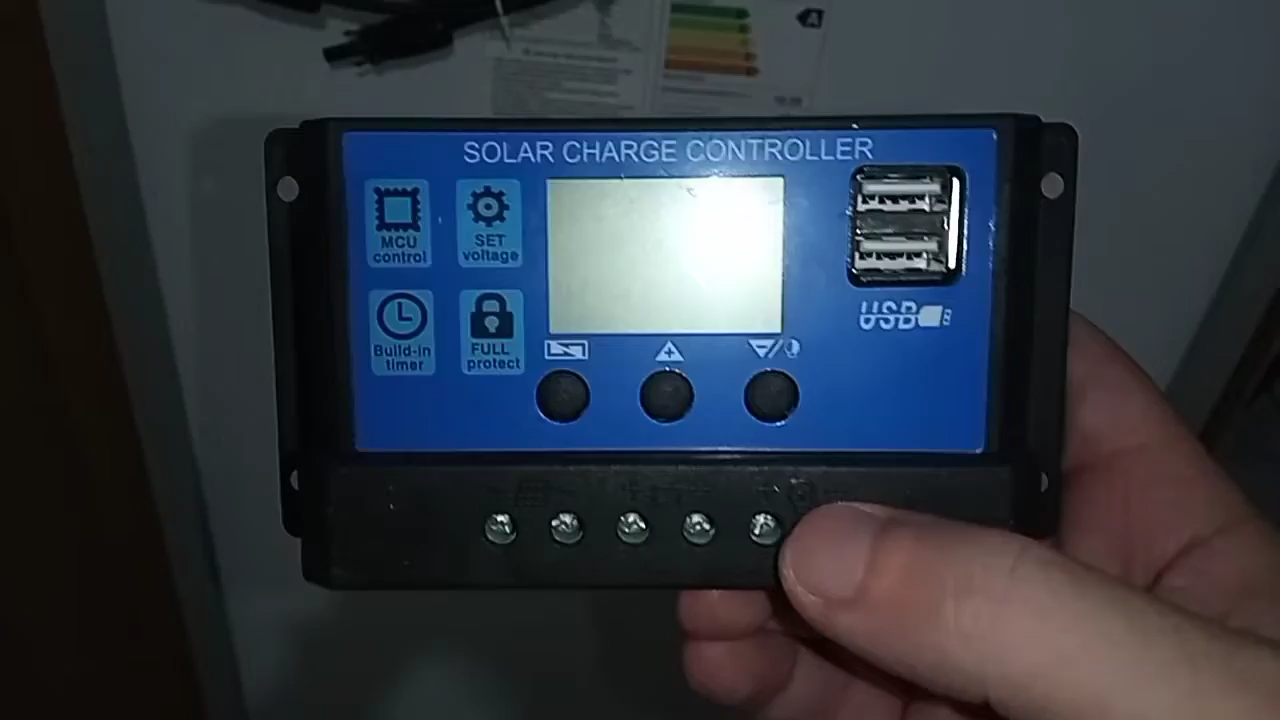 A
SOLAR CHARGE CONTROLLER
MCU
control
SET
voltage
Build-in
timer
FULL
protect
USB
+